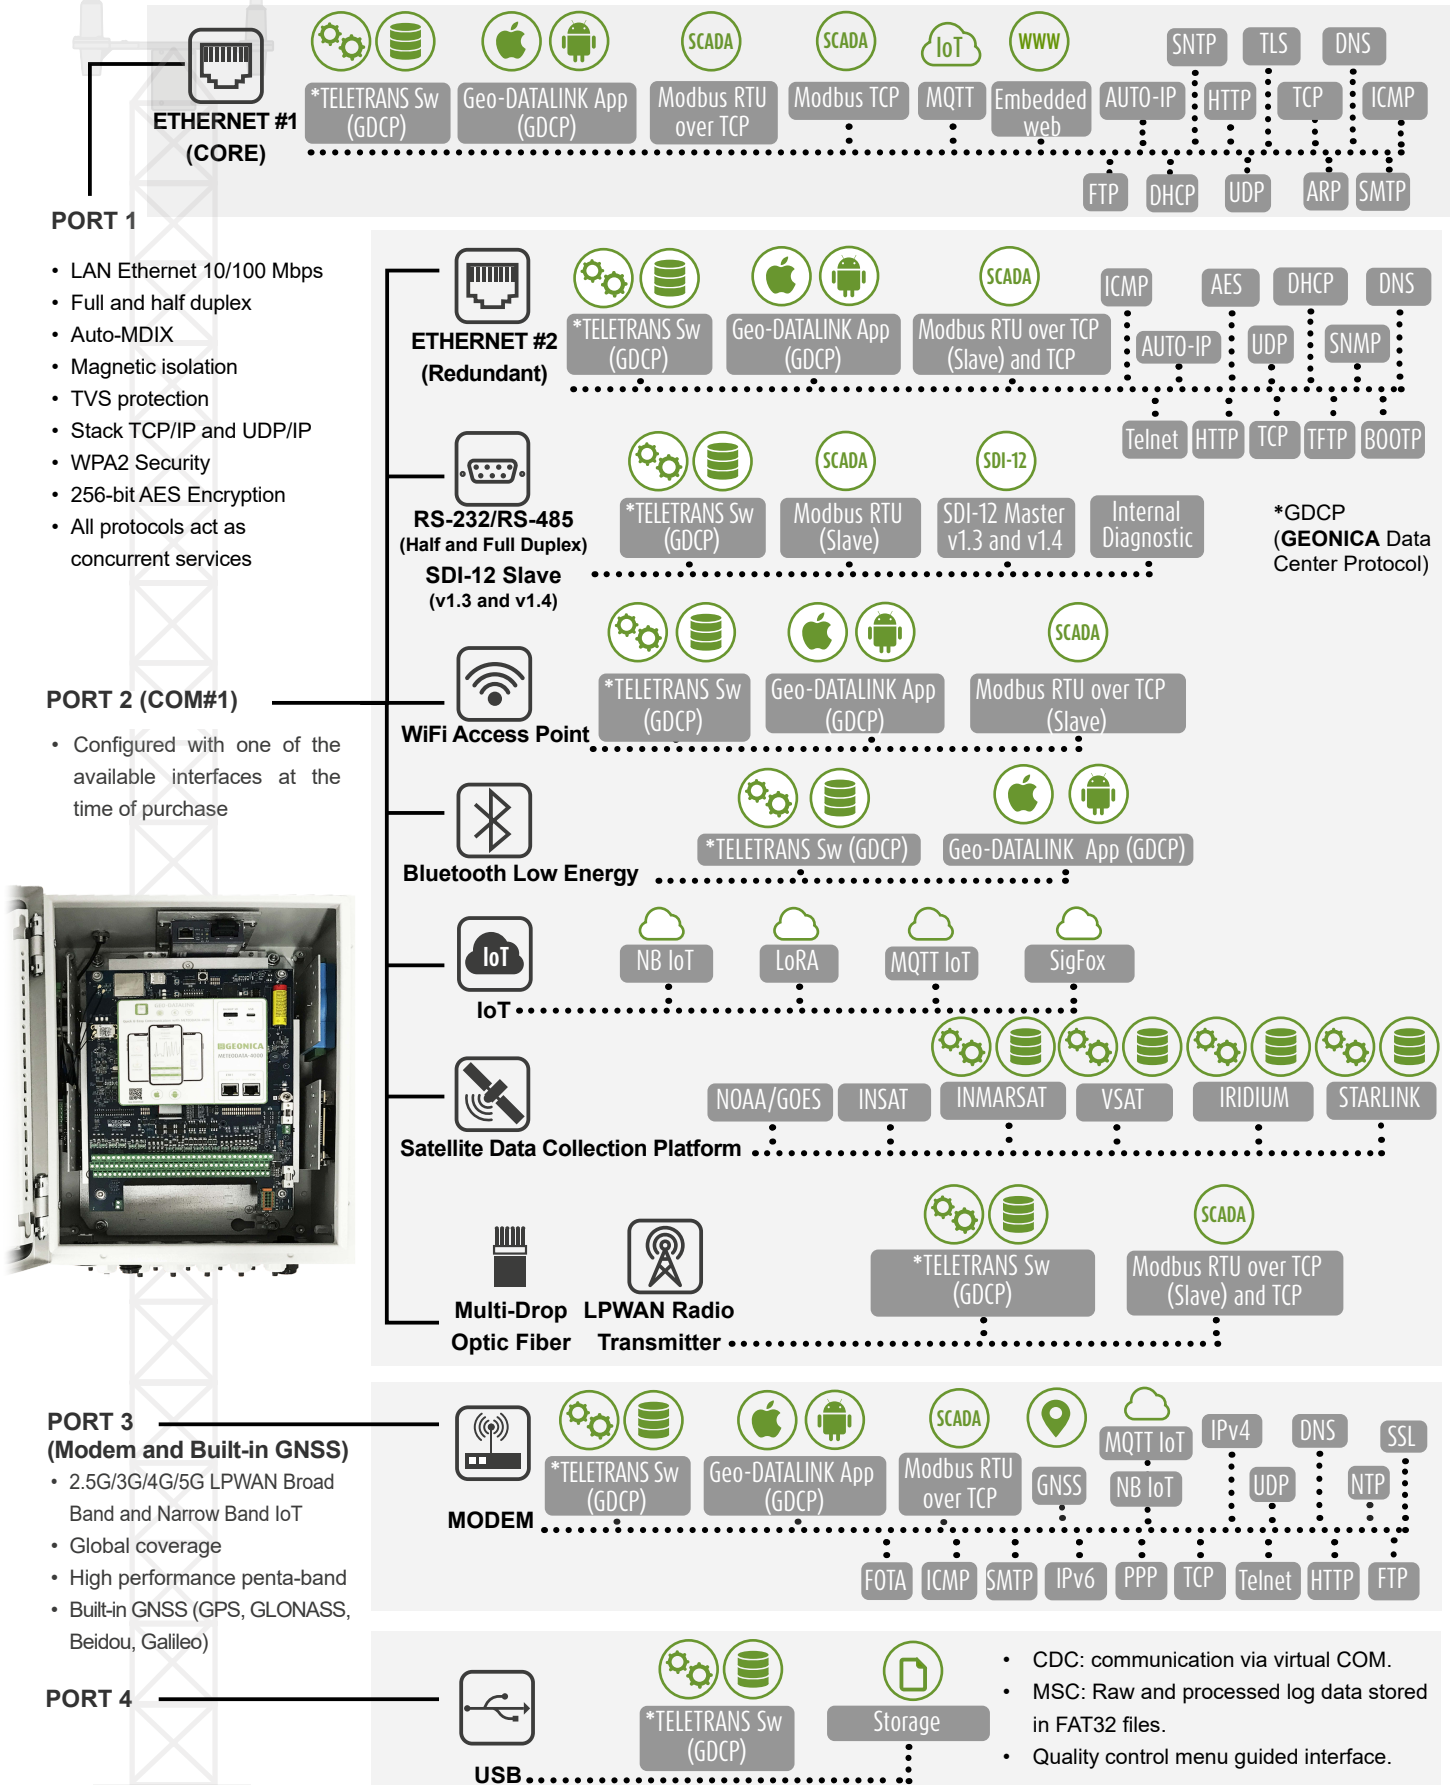 SCADA
SCADA
IoT
WWW
SNTP
TLS
DNS
*TELETRANS Sw
(GDCP)
Geo-DATALINK App
(GDCP)
Modbus RTU
over TCP
Modbus TCP
MQTT
Embedded
web
AUTO-IP
HTTP
TCP
ICMP
ETHERNET #1
(CORE)
FTP
DHCP
UDP
ARP
SMTP
PORT 1
• LAN Ethernet 10/100 Mbps
• Full and half duplex
• Auto-MDIX
• Magnetic isolation
• TVS protection
• Stack TCP/IP and UDP/IP
• WPA2 Security
• 256-bit AES Encryption
• All protocols act as
concurrent services
SCADA
ICMP
AES
DHCP
DNS
ETHERNET #2
(Redundant)
*TELETRANS Sw
(GDCP)
Geo-DATALINK App
(GDCP)
Modbus RTU over TCP
(Slave) and TCP
AUTO-IP
UDP
SNMP
Telnet
HTTP
TCP
TFTP
BOOTP
SCADA
SDI-12
RS-232/RS-485
(Half and Full Duplex)
SDI-12 Slave
(v1.3 and v1.4)
*TELETRANS Sw
(GDCP)
Modbus RTU
(Slave)
SDI-12 Master
v1.3 and v1.4
Internal
Diagnostic
*GDCP
(GEONICA Data
Center Protocol)
SCADA
PORT 2 (COM#1)
• Configured with one of the
available interfaces at the
time of purchase
WiFi Access Point
*TELETRANS Sw
(GDCP)
Geo-DATALINK App
(GDCP)
Modbus RTU over TCP
(Slave)
Bluetooth Low Energy
*TELETRANS Sw (GDCP)
Geo-DATALINK App (GDCP)
IoT
IoT
NB IoT
LoRA
MQTT IoT
SigFox
GEONICA
METEODATA-3000
Satellite Data Collection Platform
NOAA/GOES
INSAT
INMARSAT
VSAT
IRIDIUM
STARLINK
SCADA
Multi-Drop
Optic Fiber
LPWAN Radio
Transmitter
*TELETRANS Sw
(GDCP)
Modbus RTU over TCP
(Slave) and TCP
PORT 3
(Modem and Built-in GNSS)
• 2.5G/3G/4G/5G LPWAN Broad
Band and Narrow Band IoT
• Global coverage
• High performance penta-band
• Built-in GNSS (GPS, GLONASS,
Beidou, Galileo)
MODEM
SCADA
*TELETRANS Sw
(GDCP)
Geo-DATALINK App
(GDCP)
Modbus RTU
over TCP
GNSS
MQTT IoT
NB IoT
IPv4
UDP
DNS
NTP
SSL
FOTA
ICMP
SMTP
IPv6
PPP
TCP
Telnet
HTTP
FTP
PORT 4
USB
*TELETRANS Sw
(GDCP)
Storage
• CDC: communication via virtual COM.
• MSC: Raw and processed log data stored
in FAT32 files.
• Quality control menu guided interface.